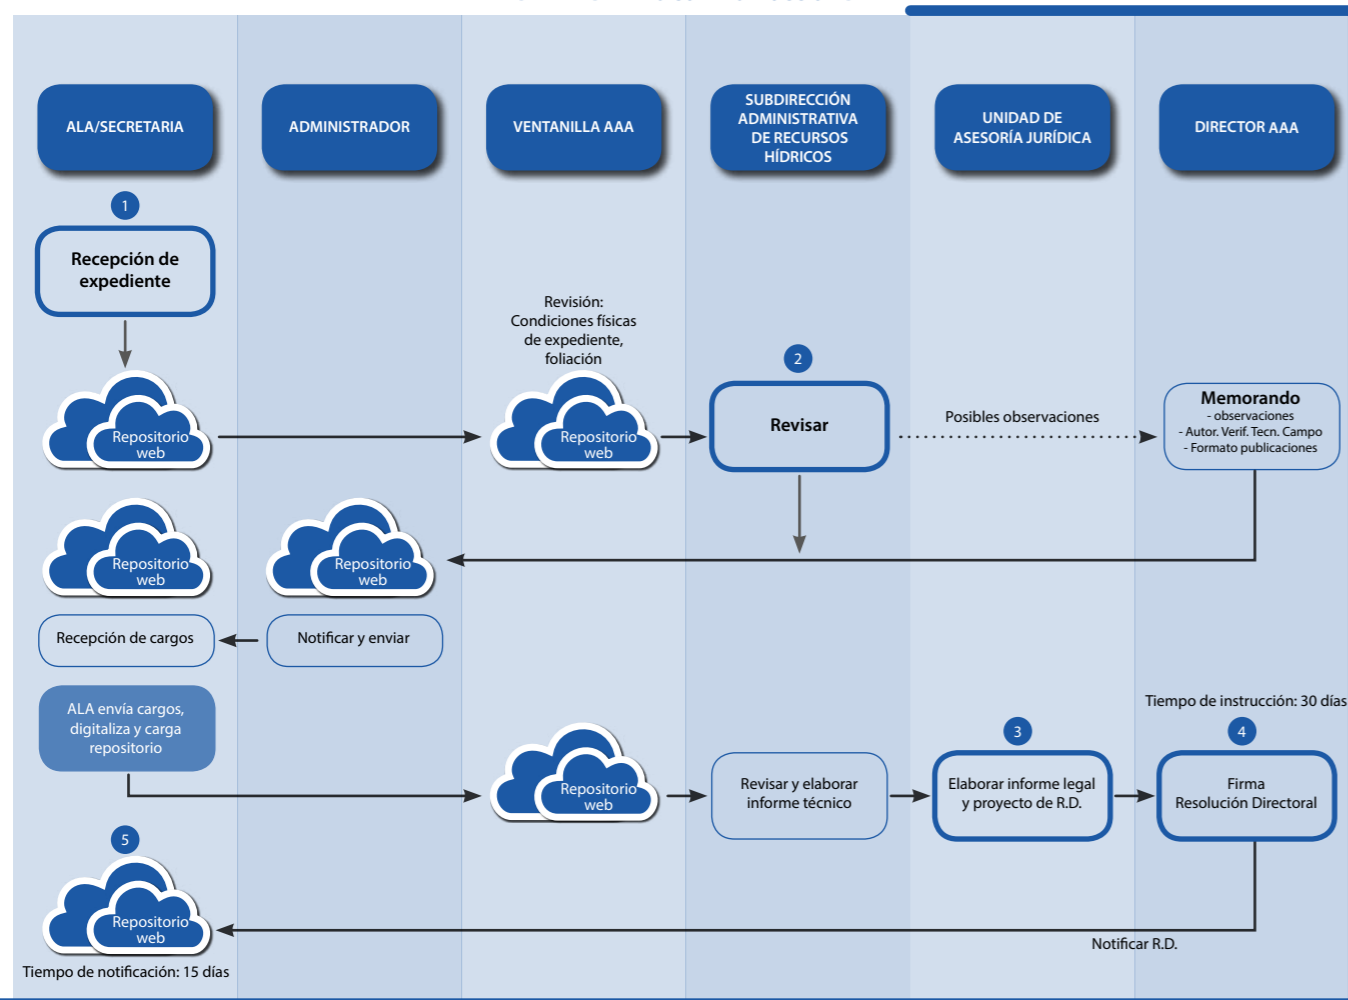 ALA/SECRETARIA
ADMINISTRADOR
VENTANILLA AAA
SUBDIRECCIÓN
ADMINISTRATIVA
DE RECURSOS
HÍDRICOS
UNIDAD DE
ASESORÍA JURÍDICA
DIRECTOR AAA
1
Recepción de
expediente
Revisión:
Condiciones físicas
de expediente,
foliación
2
Repositorio
web
Repositorio
web
Revisar
Posibles observaciones
Memorando
- observaciones
- Autor. Verif. Tecn. Campo
- Formato publicaciones
Repositorio
web
Repositorio
web
Recepción de cargos
Notificar y enviar
ALA envía cargos,
digitaliza y carga
repositorio
Tiempo de instrucción: 30 días
3
4
Repositorio
web
Revisar y elaborar
informe técnico
Elaborar informe legal
y proyecto de R.D.
Firma
Resolución Directoral
5
Repositorio
web
Notificar R.D.
Tiempo de notificación: 15 días